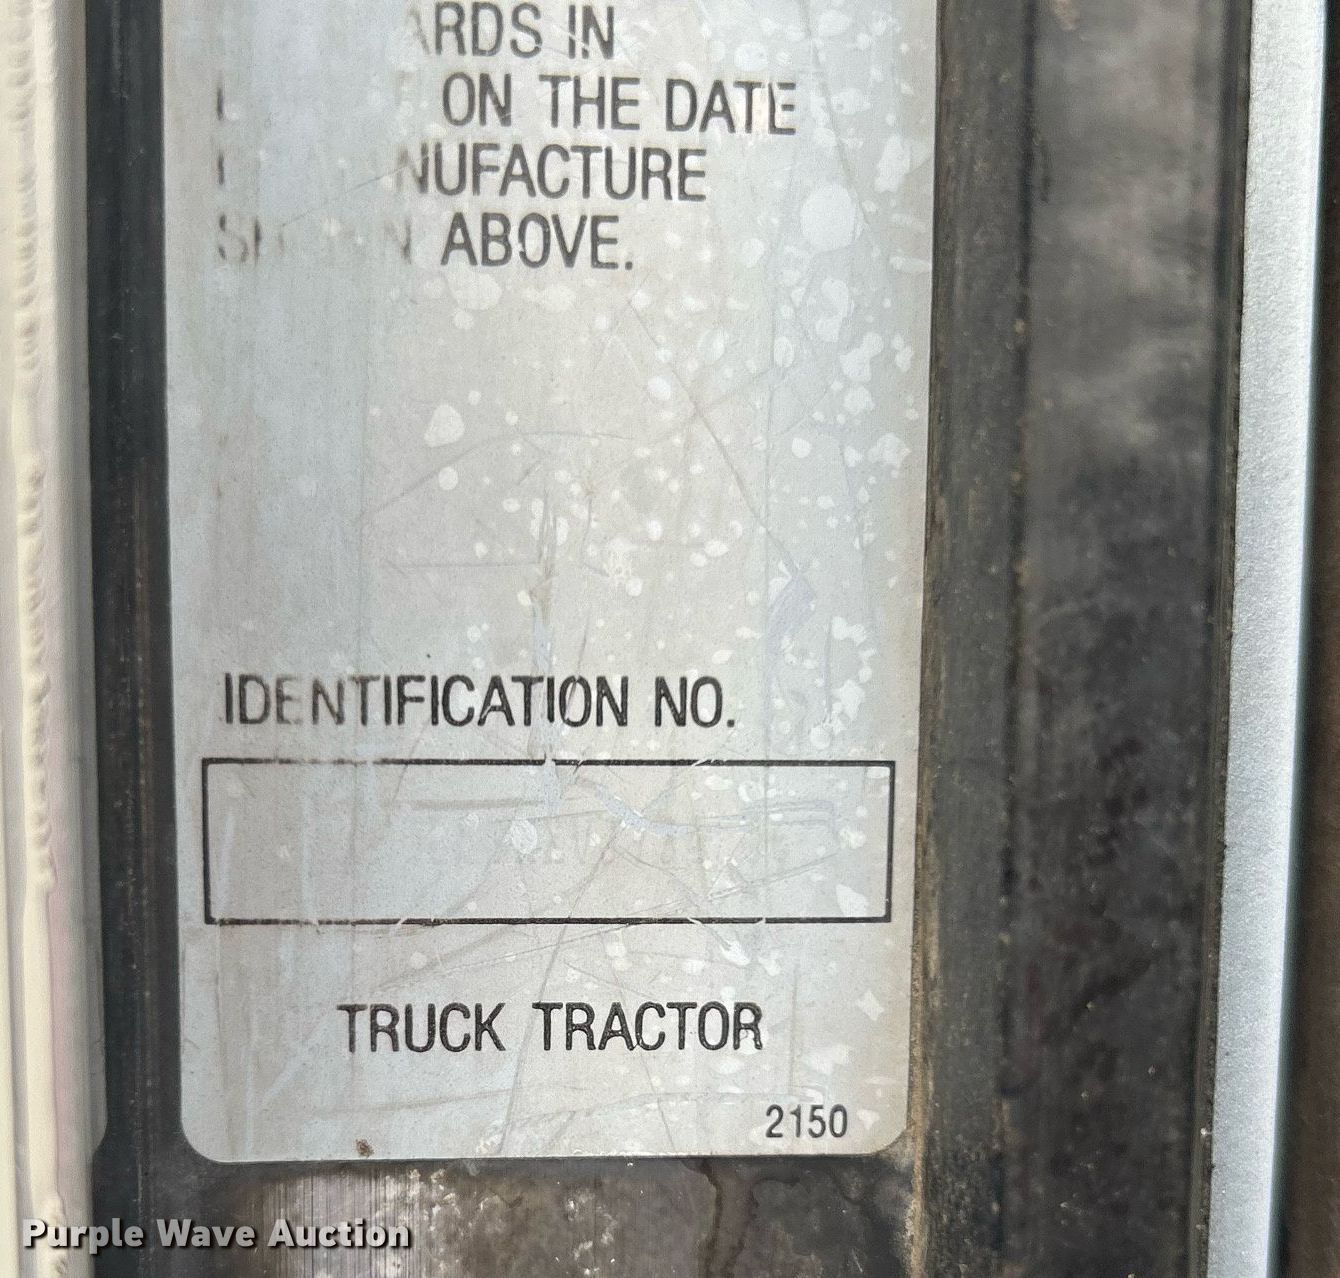 ARDS IN
ON THE DATE
NUFACTURE
ABOVE.
IDENTIFICATION NO.
TRUCK TRACTOR
2150
Purple Wave Auction